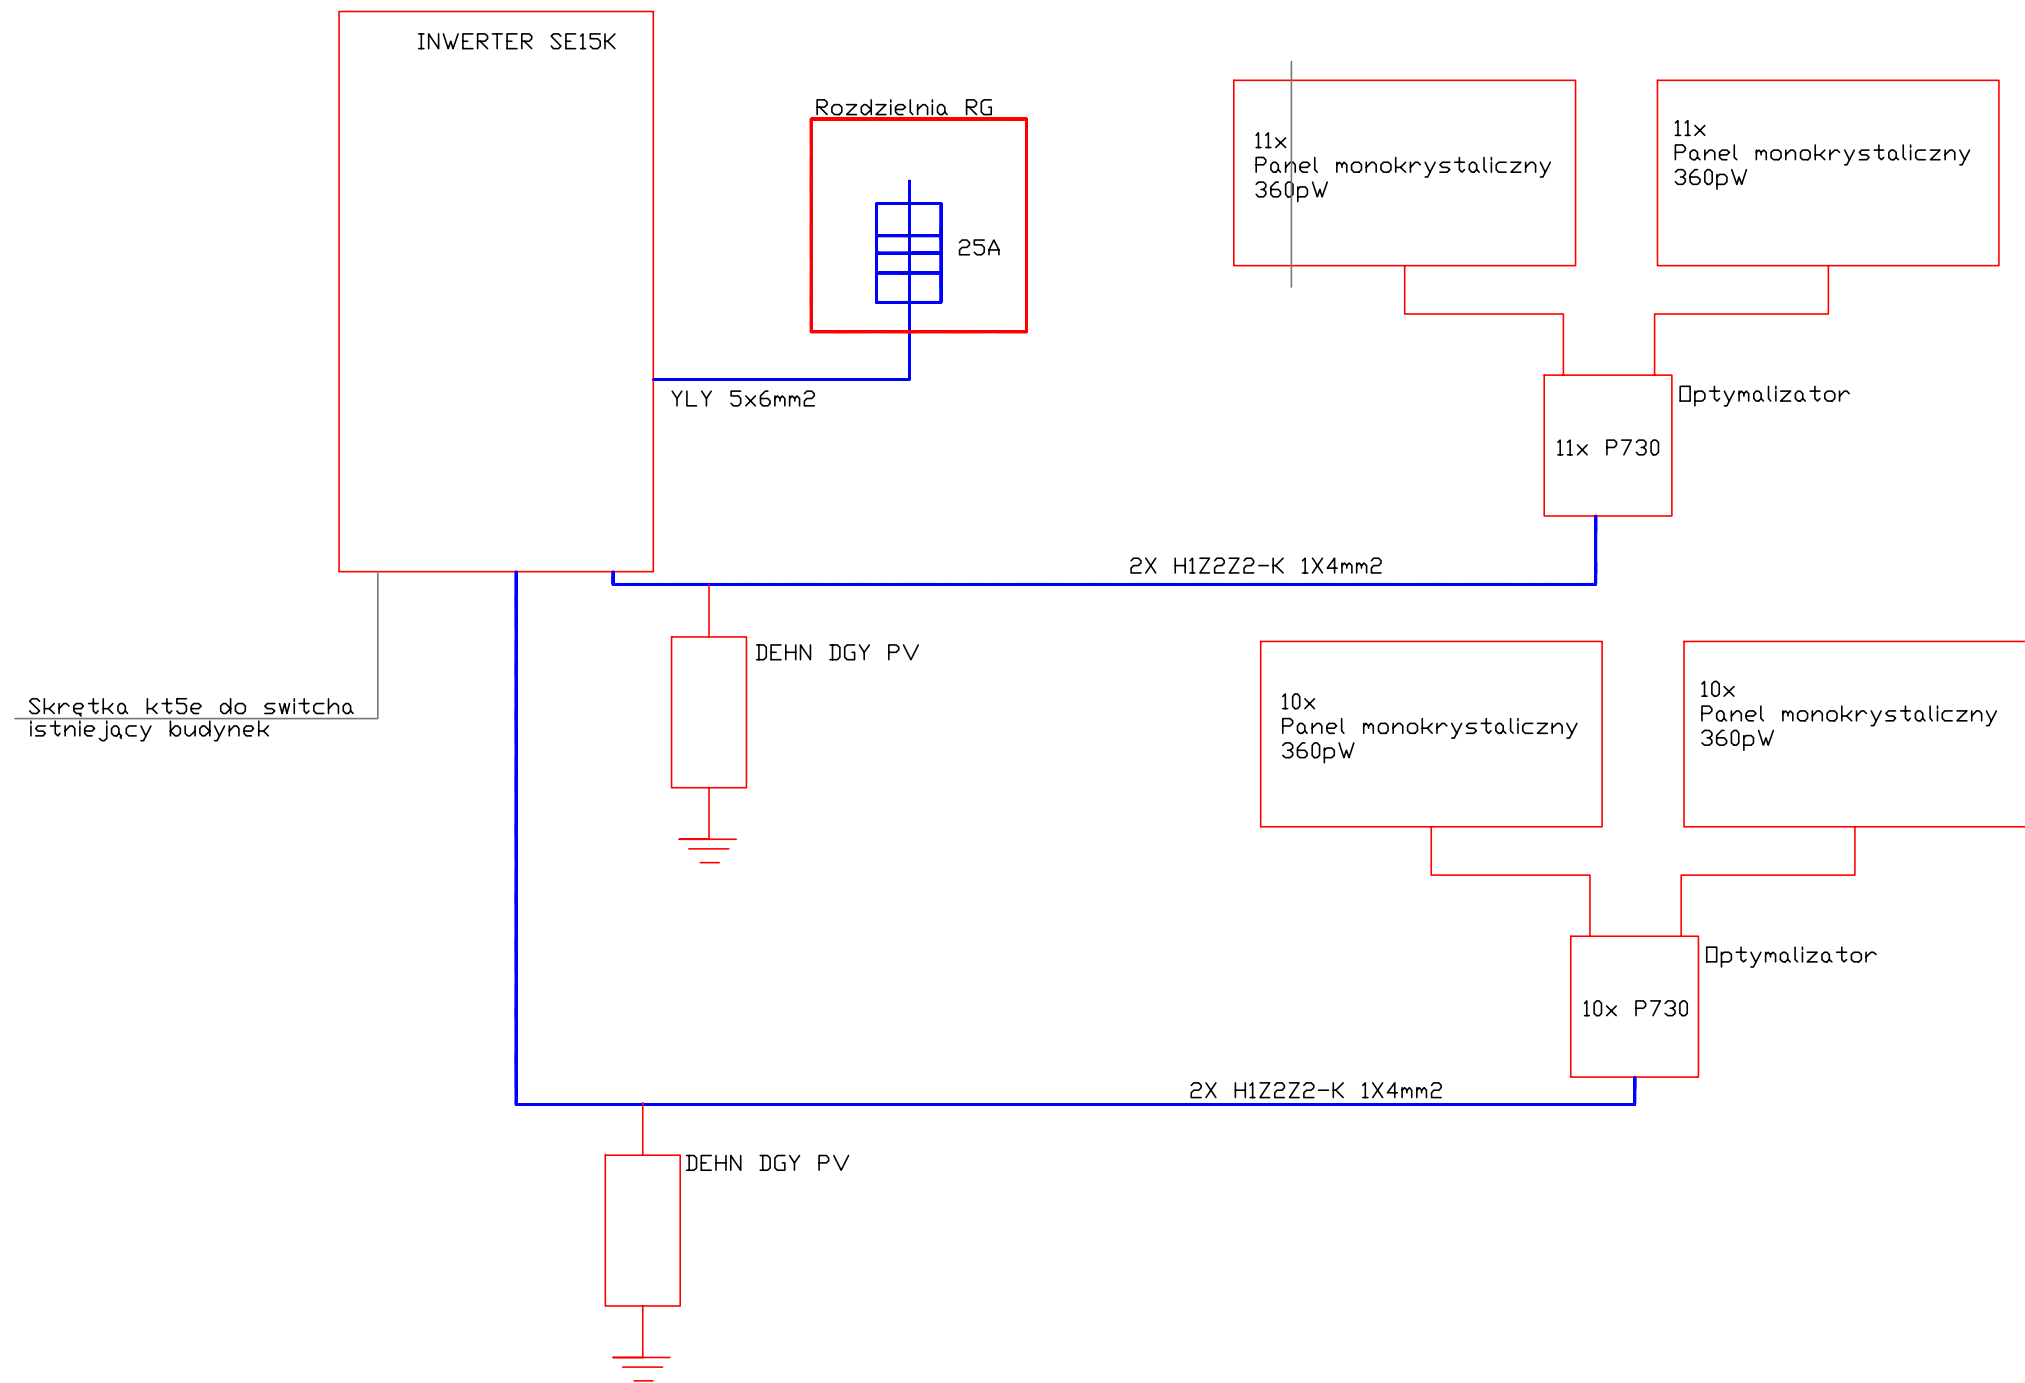 INWERTER SE15K
Rozdzielnia RG
25A
YLY 5x6mm2
11x
Panel monokrystaliczny
360pW
11x
Panel monokrystaliczny
360pW
Optymalizator
11x P730
2X H1Z2Z2-K 1X4mm2
DEHN DGY PV
Skrętka kt5e do switcha
istniejący budynek
10x
Panel monokrystaliczny
360pW
10x
Panel monokrystaliczny
360pW
Optymalizator
10x P730
2X H1Z2Z2-K 1X4mm2
DEHN DGY PV